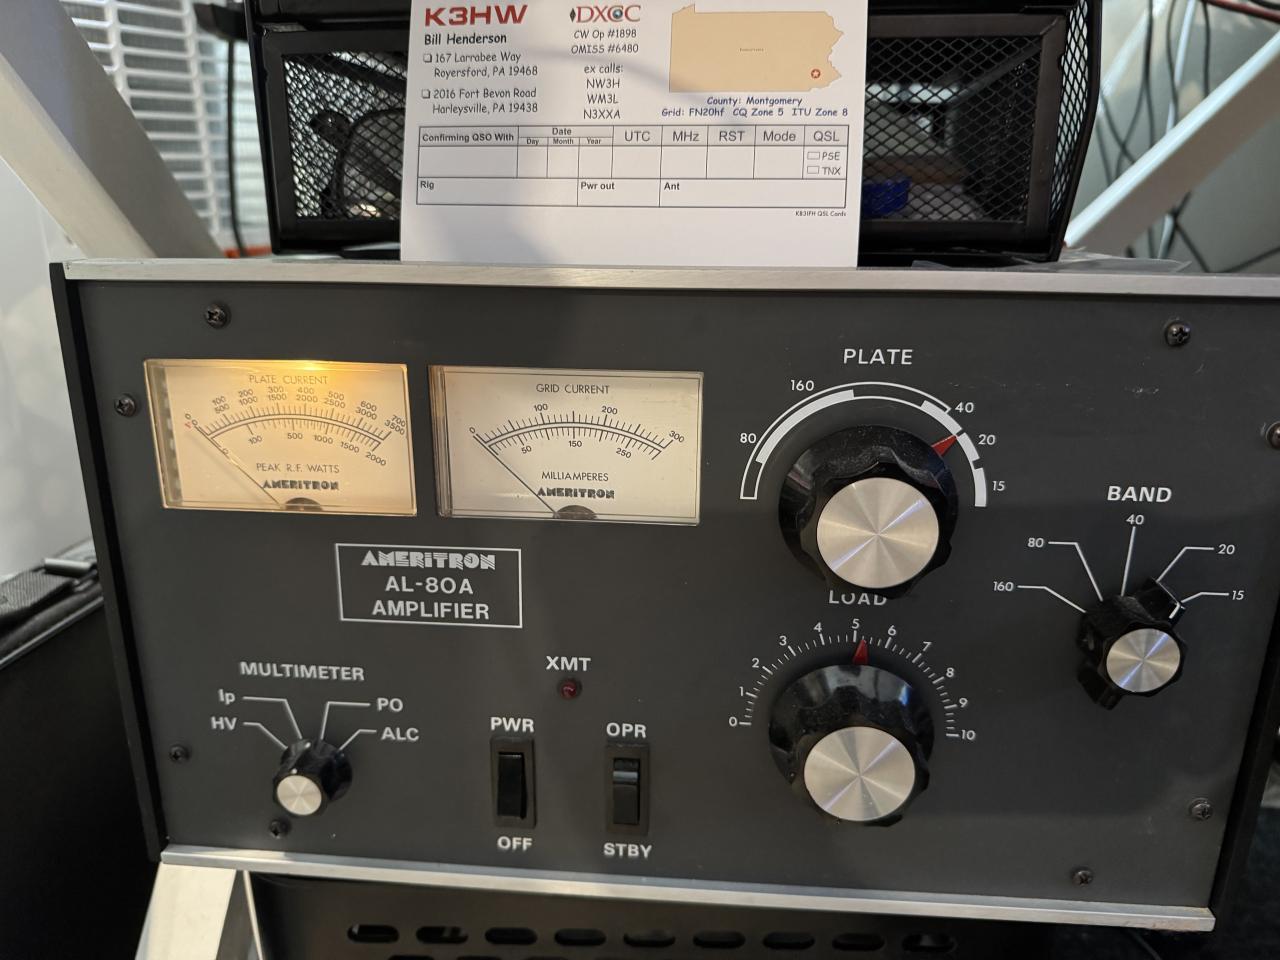 K3HW
Bill Henderson
167 Larrabee Way
Royersford, PA 19468
2016 Fort Bevon Road
Harleysville, PA 19438
DXCC
CW Op #1898
OMISS #6480
ex calls:
NW3H
WM3L
N3XXA
Pennsylvania
County: Montgomery
Grid: FN20hf CQ Zone 5 ITU Zone 8
Confirming QSO With Date UTC MHz RST Mode QSL
Day Month Year
PSE
TNX
Rig Pwr out Ant
KB3IFH QSL Cards
PLATE CURRENT
0 100 200 300 400 500 600 700
0 500 1000 1500 2000 2500 3000 3500
0 100 500 1000 1500 2000
PEAK R.F. WATTS
AMERITRON
GRID CURRENT
0 100 200 300
50 150 250
MILLIAMPERES
AMERITRON
PLATE
80 160 40 20 15
BAND
160 80 40 20 15
AMERITRON
AL-80A
AMPLIFIER
LOAD
0 1 2 3 4 5 6 7 8 9 10
MULTIMETER
HV Ip PO ALC
XMT
PWR
OFF
OPR
STBY